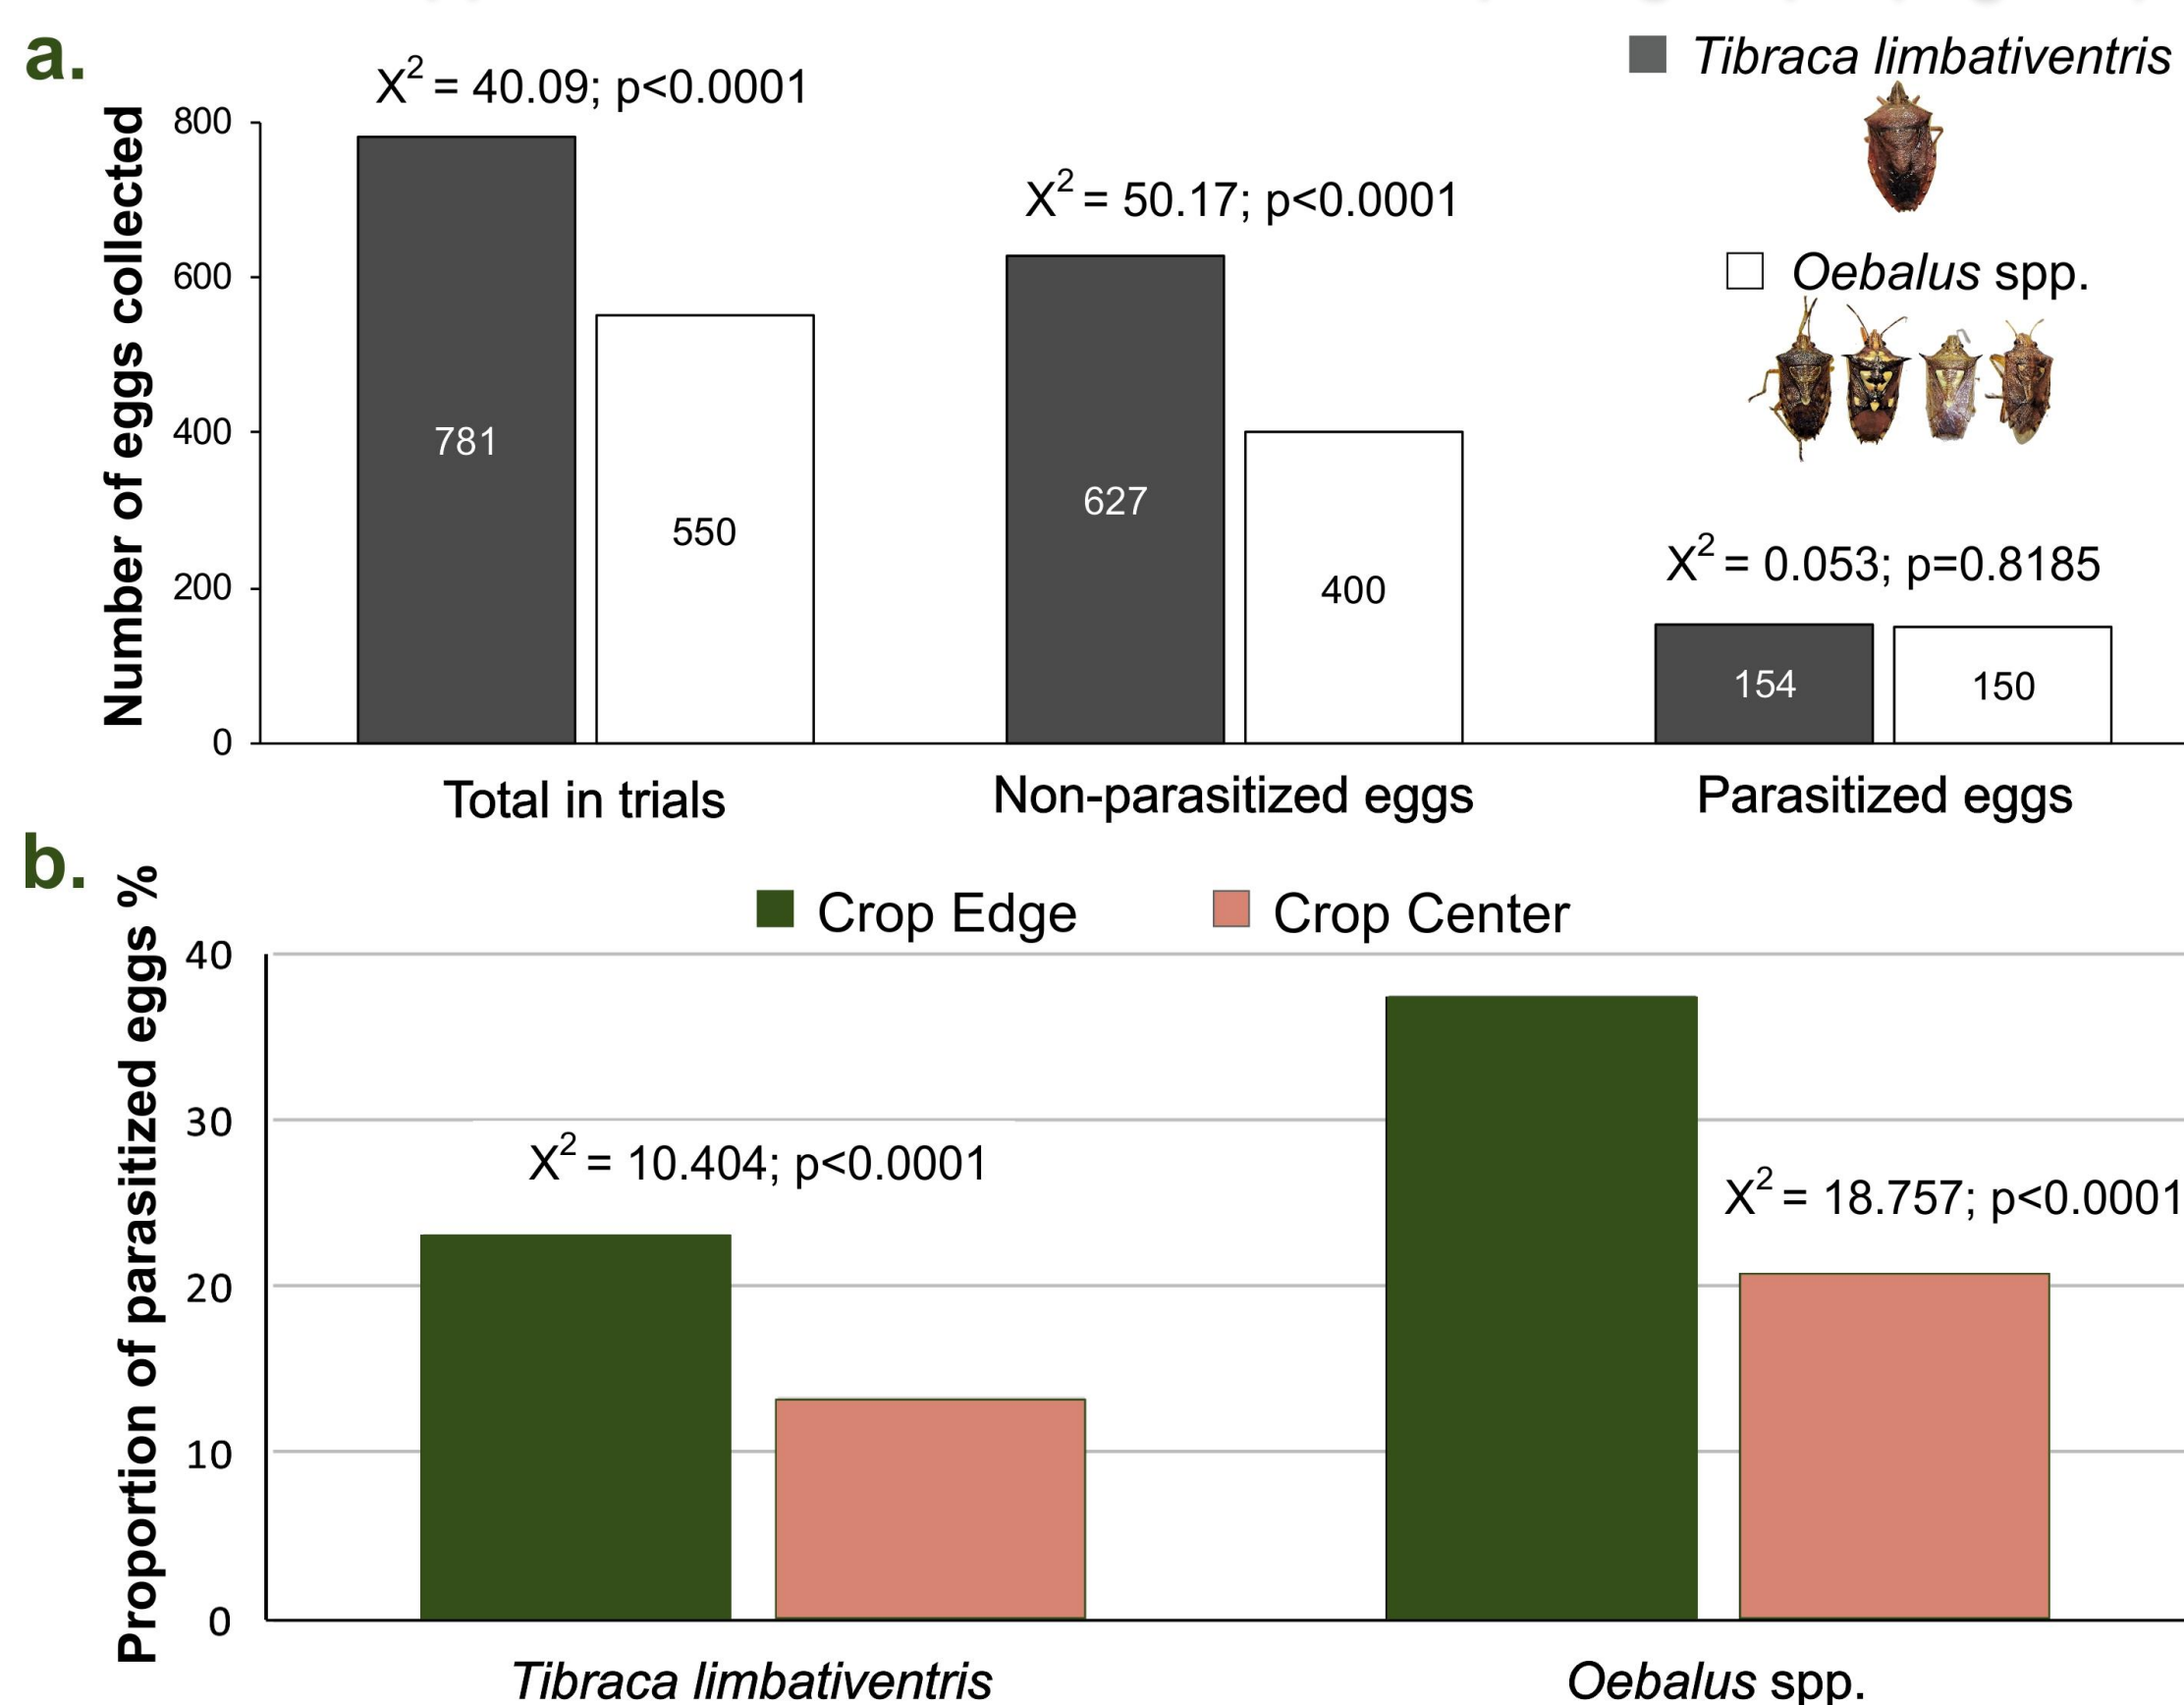 a.
X² = 40.09; p<0.0001
Tibraca limbativentris
Number of eggs collected
800
600
400
200
0
X² = 50.17; p<0.0001
Oebalus spp.
781
550
627
400
X² = 0.053; p=0.8185
154
150
Total in trials
Non-parasitized eggs
Parasitized eggs
b.
Crop Edge
Crop Center
Proportion of parasitized eggs %
40
30
20
10
0
X² = 10.404; p<0.0001
X² = 18.757; p<0.0001
Tibraca limbativentris
Oebalus spp.